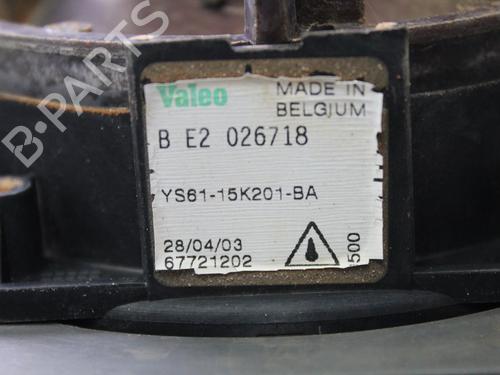 Valeo
MADE IN
BELGIUM
B E2 026718
YS61-15K201-BA
28/04/03
67721202
500
B-PARTS